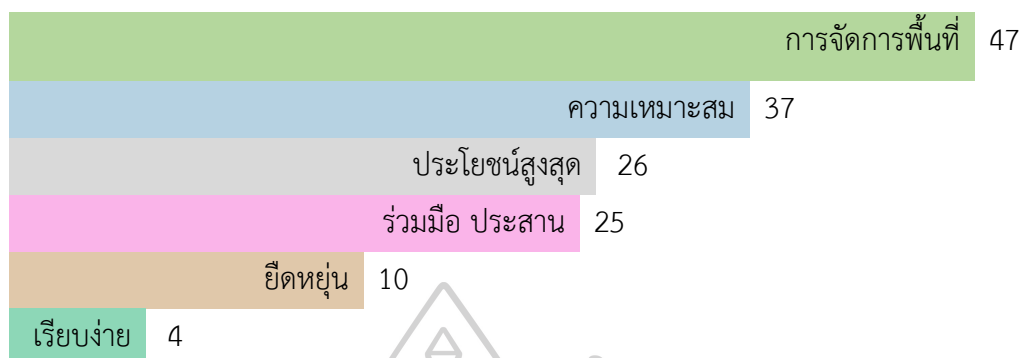 การจัดการพื้นที่ 47
ความเหมาะสม 37
ประโยชน์สูงสุด 26
ร่วมมือ ประสาน 25
ยืดหยุ่น 10
เรียบง่าย 4